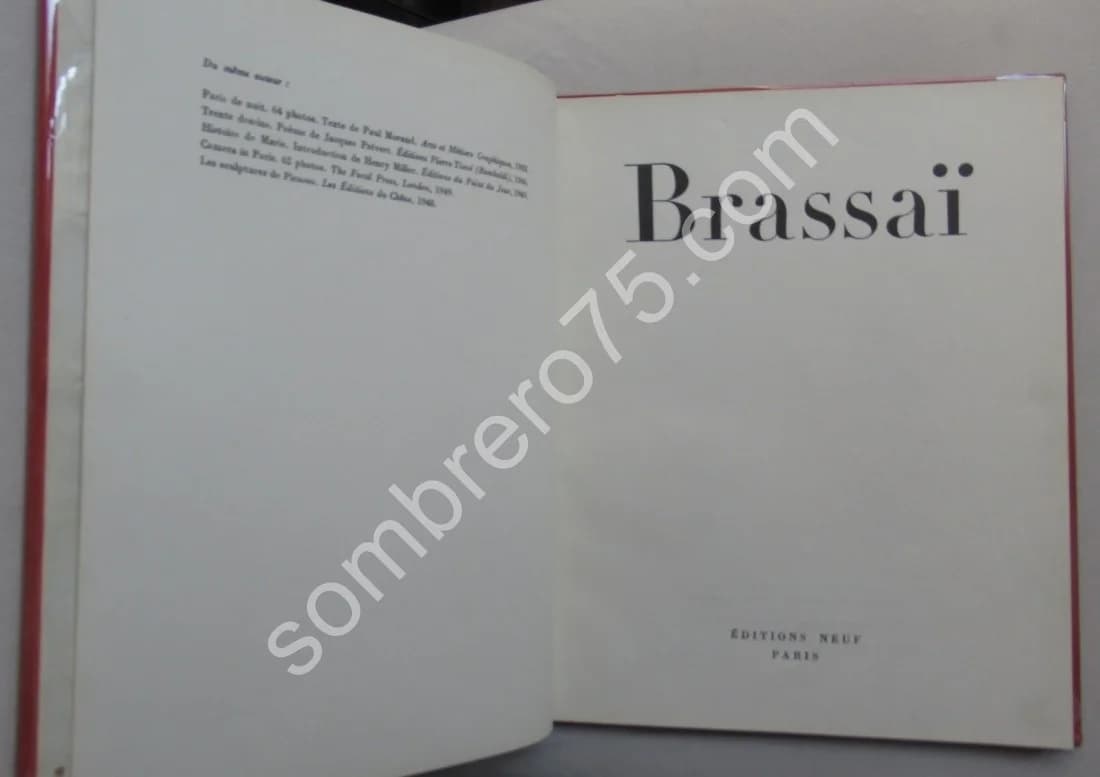 Du même auteur :
Paris de nuit. 64 photos. Texte de Paul Morand. Arts et Métiers Graphiques, 1932.
Trente dessins. Poème de Jacques Prévert. Éditions Pierre Tisné (Rombaldi), 1946.
Histoire de Marie. Introduction de Henry Miller. Éditions du Point du Jour, 1949.
Camera in Paris. 62 photos. The Focal Press, London, 1949.
Les sculptures de Picasso. Les Éditions du Chêne, 1948.
Brassaï
ÉDITIONS NEUF
PARIS
sombrero75.com